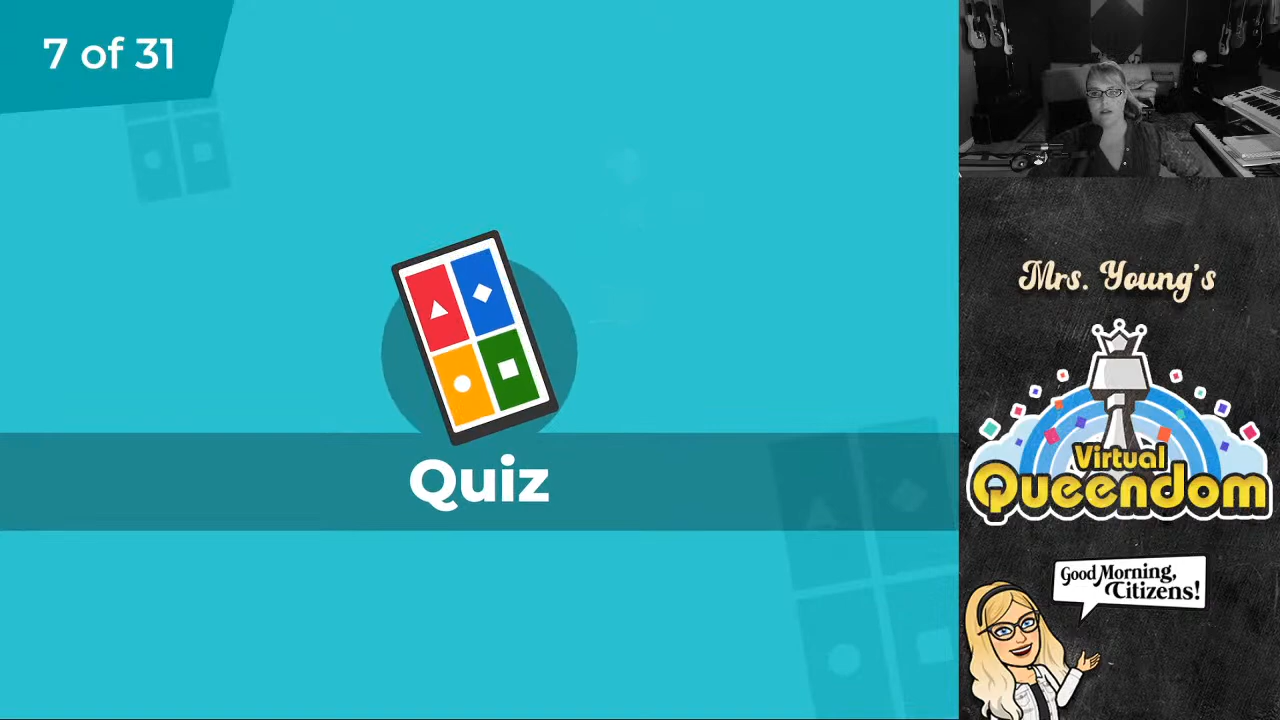 7 of 31
Quiz
Mrs. Young's
Virtual
Queendom
Good Morning,
Citizens!